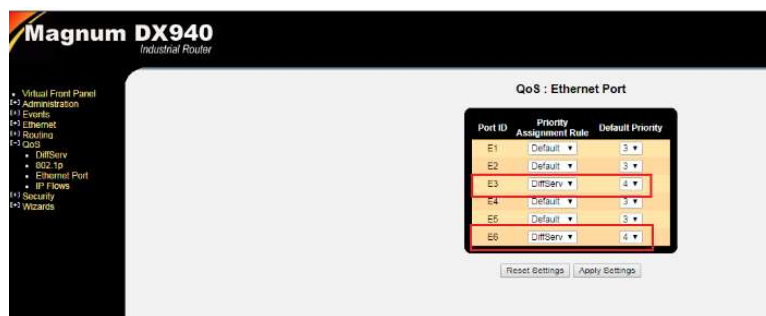 Magnum DX940
Industrial Router
Virtual Front Panel
[+] Administration
[+] Events
[+] Ethernet
[+] Routing
[-] QoS
DiffServ
802.1p
Ethernet Port
IP Flows
[+] Security
[+] Wizards
QoS : Ethernet Port
Port ID Priority Assignment Rule Default Priority
E1 Default 3
E2 Default 3
E3 DiffServ 4
E4 Default 3
E5 Default 3
E6 DiffServ 4
Reset Settings Apply Settings